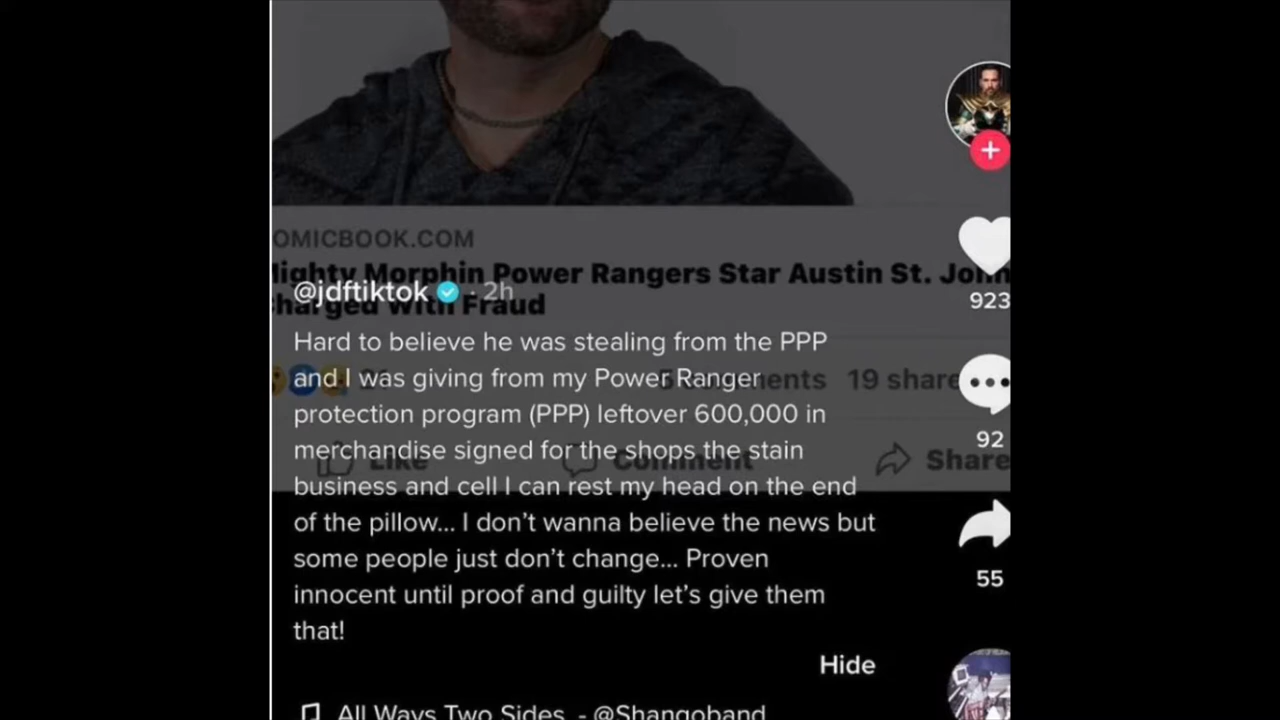 OMICBOOK.COM
Mighty Morphin Power Rangers Star Austin St. John
Charged With Fraud
@jdftiktok · 2h
923
Hard to believe he was stealing from the PPP
and I was giving from my Power Ranger
protection program (PPP) leftover 600,000 in
merchandise signed for the shops the stain
business and cell I can rest my head on the end
of the pillow... I don't wanna believe the news but
some people just don't change... Proven
innocent until proof and guilty let's give them
that!
comments 19 share
92
Like Comment Share
55
Hide
All Ways Two Sides - @Shangoband